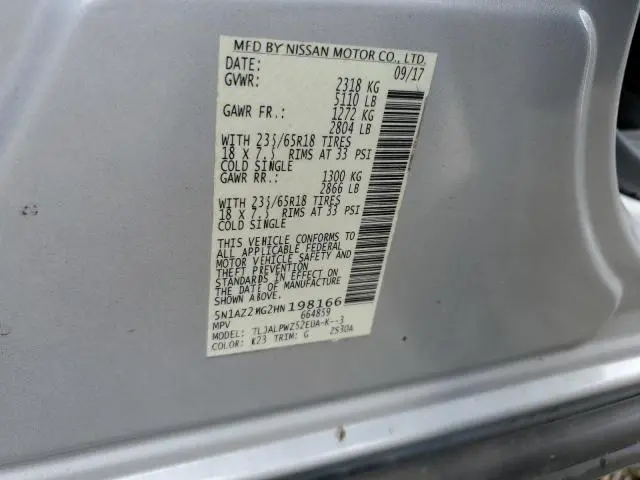 MFD BY NISSAN MOTOR CO., LTD.
DATE: 09/17
GVWR: 2318 KG
5110 LB
GAWR FR.: 1272 KG
2804 LB
WITH 235/65R18 TIRES
18 X 7.5 RIMS AT 33 PSI
COLD SINGLE
GAWR RR.: 1300 KG
2866 LB
WITH 235/65R18 TIRES
18 X 7.5 RIMS AT 33 PSI
COLD SINGLE
THIS VEHICLE CONFORMS TO
ALL APPLICABLE FEDERAL
MOTOR VEHICLE SAFETY AND
THEFT PREVENTION
STANDARDS IN EFFECT ON
THE DATE OF MANUFACTURE
SHOWN ABOVE.
5N1AZ2MG2HN198166
MPV 664859
MODEL: TLJALPWZ52EUA-K--3
COLOR: K23 TRIM: G 2S30A